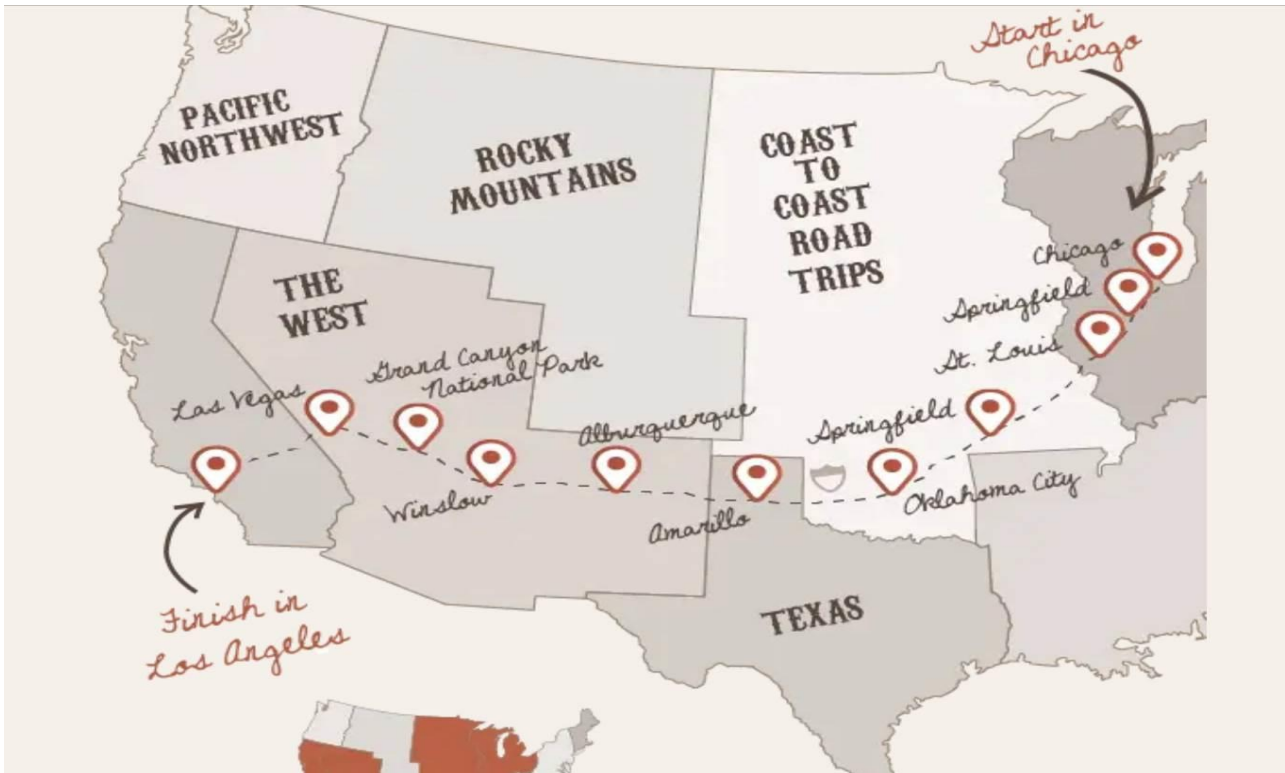 Start in
Chicago
PACIFIC
NORTHWEST
ROCKY
MOUNTAINS
COAST
TO
COAST
ROAD
TRIPS
Chicago
Springfield
St. Louis
THE
WEST
Grand Canyon
National Park
Las Vegas
Alburquerque
Springfield
Winslow
Amarillo
Oklahoma City
TEXAS
Finish in
Los Angeles